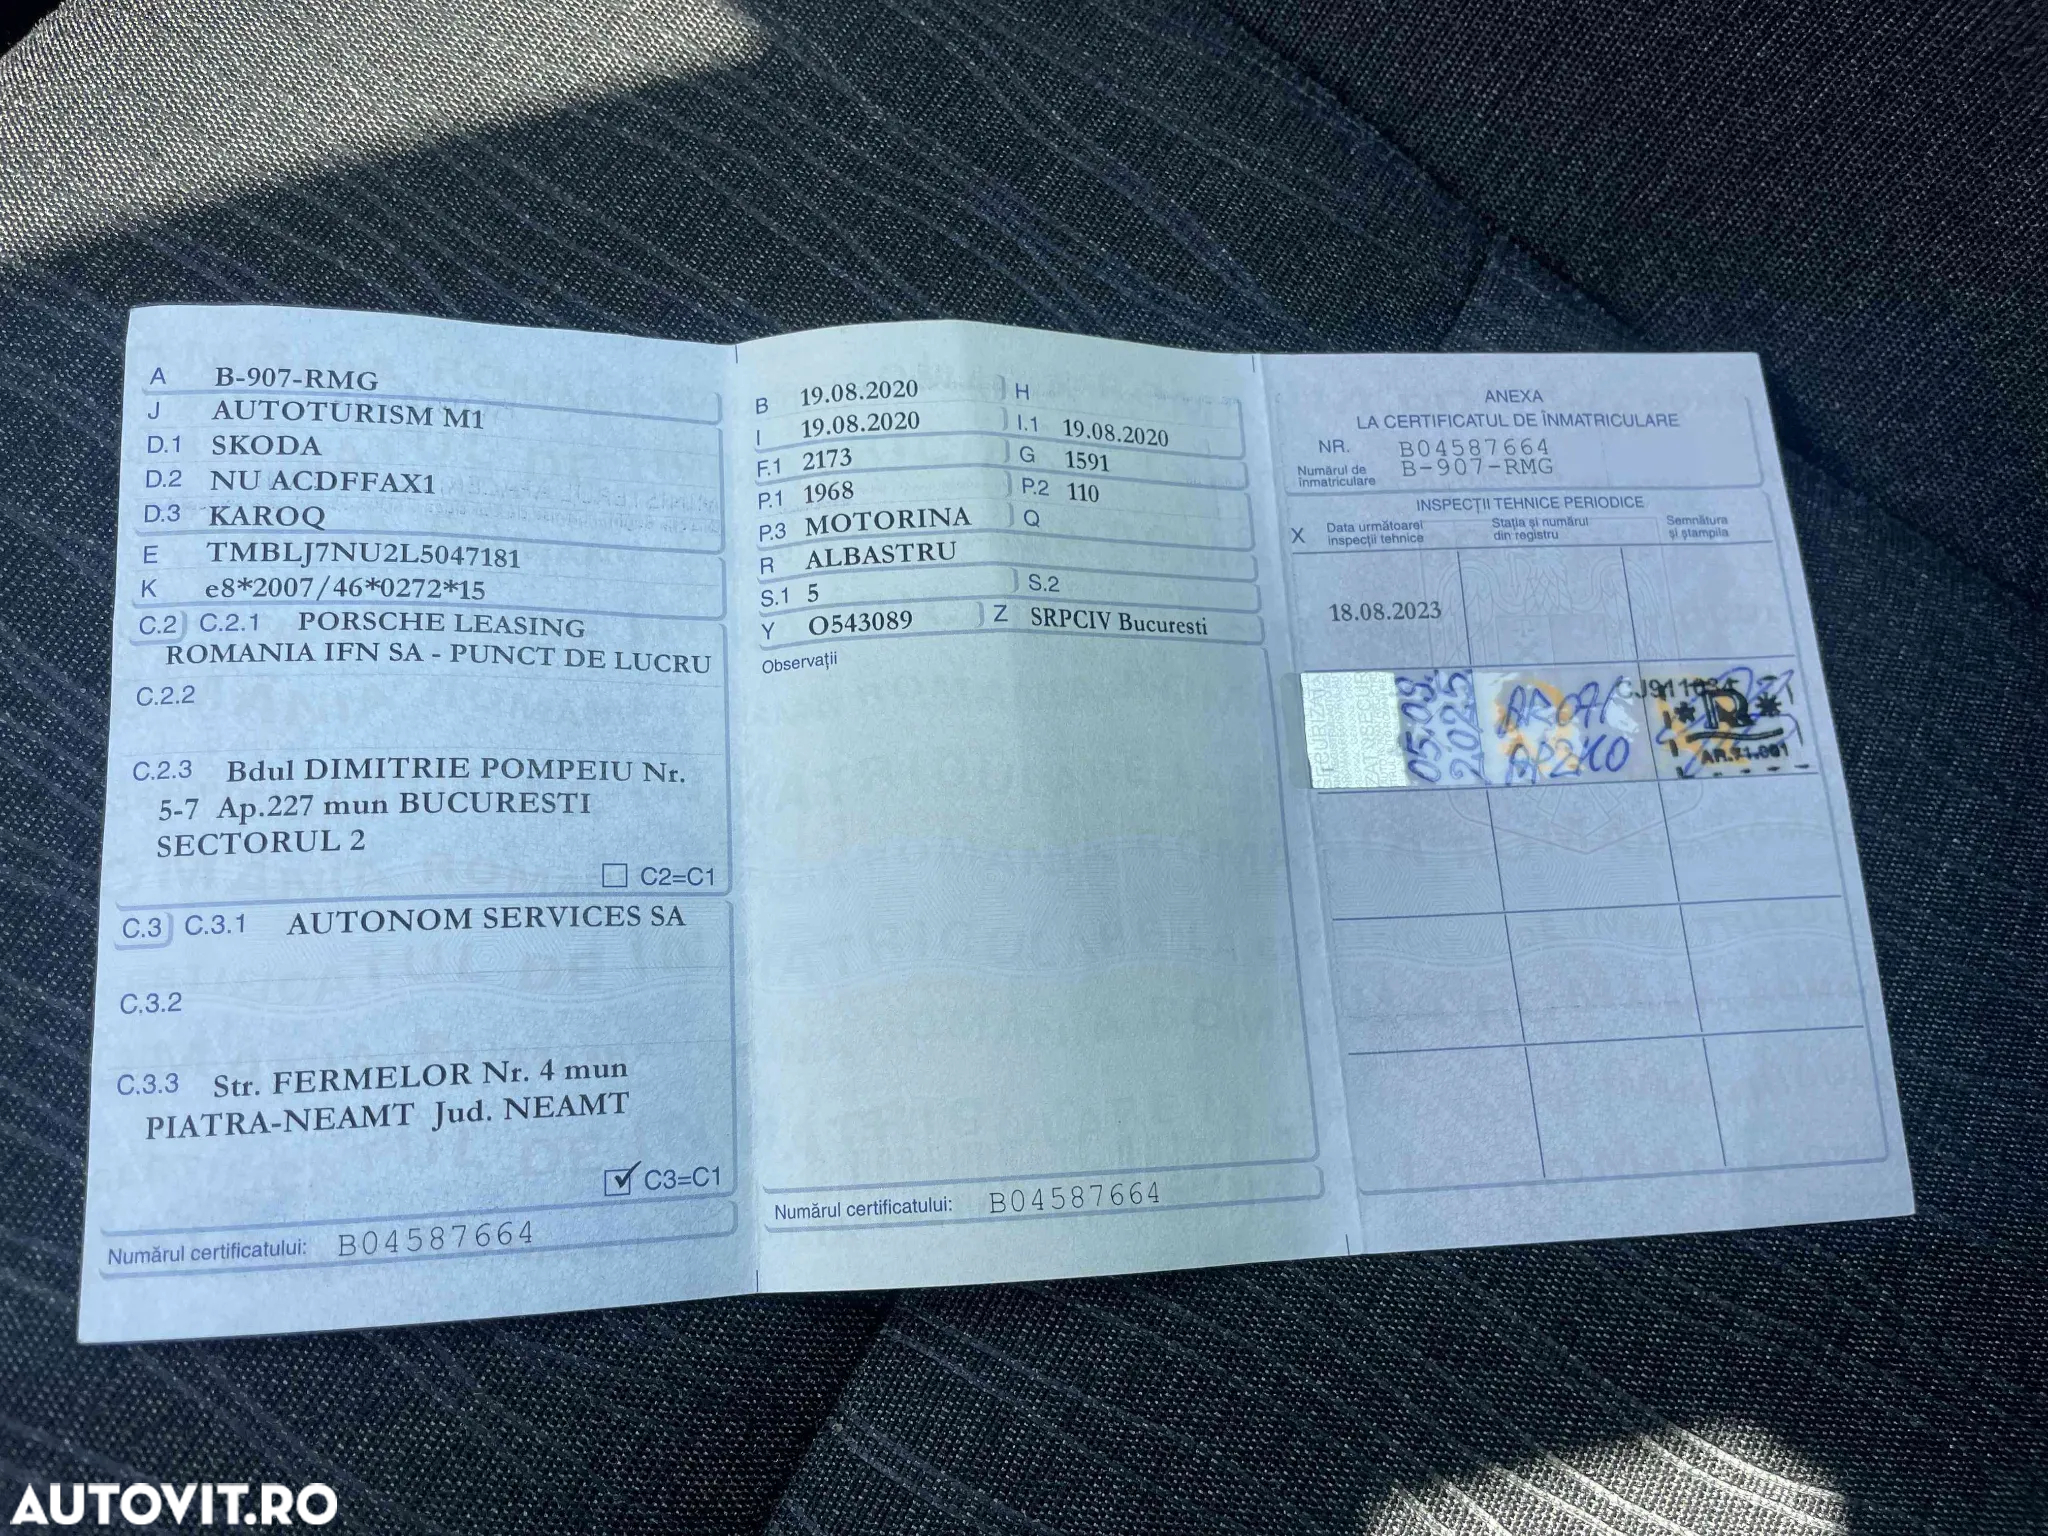 A B-907-RMG
J AUTOTURISM M1
D.1 SKODA
D.2 NU ACDFFAX1
D.3 KAROQ
E TMBLJ7NU2L5047181
K e8*2007/46*0272*15
C.2 C.2.1 PORSCHE LEASING
ROMANIA IFN SA - PUNCT DE LUCRU
C.2.2
C.2.3 Bdul DIMITRIE POMPEIU Nr.
5-7 Ap.227 mun BUCURESTI
SECTORUL 2
C2=C1
C.3 C.3.1 AUTONOM SERVICES SA
C.3.2
C.3.3 Str. FERMELOR Nr. 4 mun
PIATRA-NEAMT Jud. NEAMT
C3=C1
Numărul certificatului: B04587664
B 19.08.2020 H
I 19.08.2020 I.1 19.08.2020
F.1 2173 G 1591
P.1 1968 P.2 110
P.3 MOTORINA Q
R ALBASTRU
S.1 5 S.2
Y O543089 Z SRPCIV Bucuresti
Observații
Numărul certificatului: B04587664
ANEXA
LA CERTIFICATUL DE ÎNMATRICULARE
NR. B04587664
Numărul de înmatriculare B-907-RMG
INSPECȚII TEHNICE PERIODICE
X Data următoarei inspecții tehnice
Stația și numărul din registru
Semnătura și ștampila
18.08.2023
05.09.
2025
AR.71.001
AUTOVIT.RO